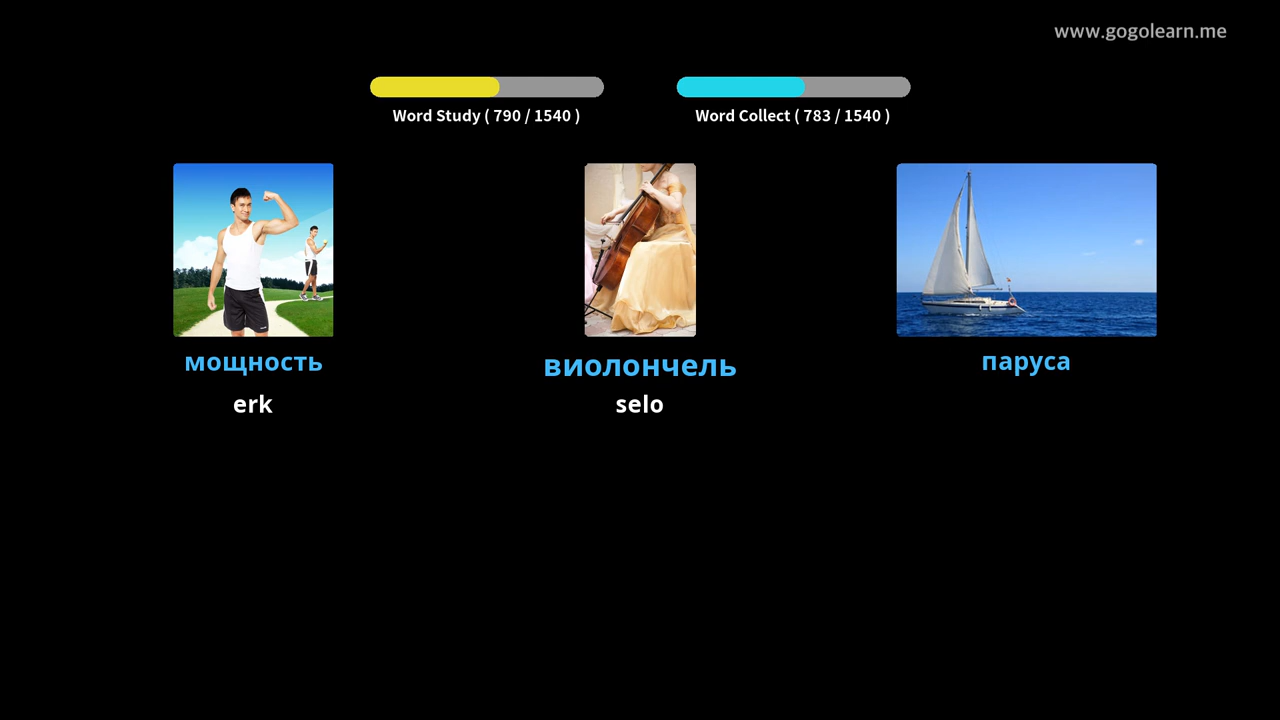 www.gogolearn.me
Word Study ( 790 / 1540 )
Word Collect ( 783 / 1540 )
мощность
виолончель
паруса
erk
selo